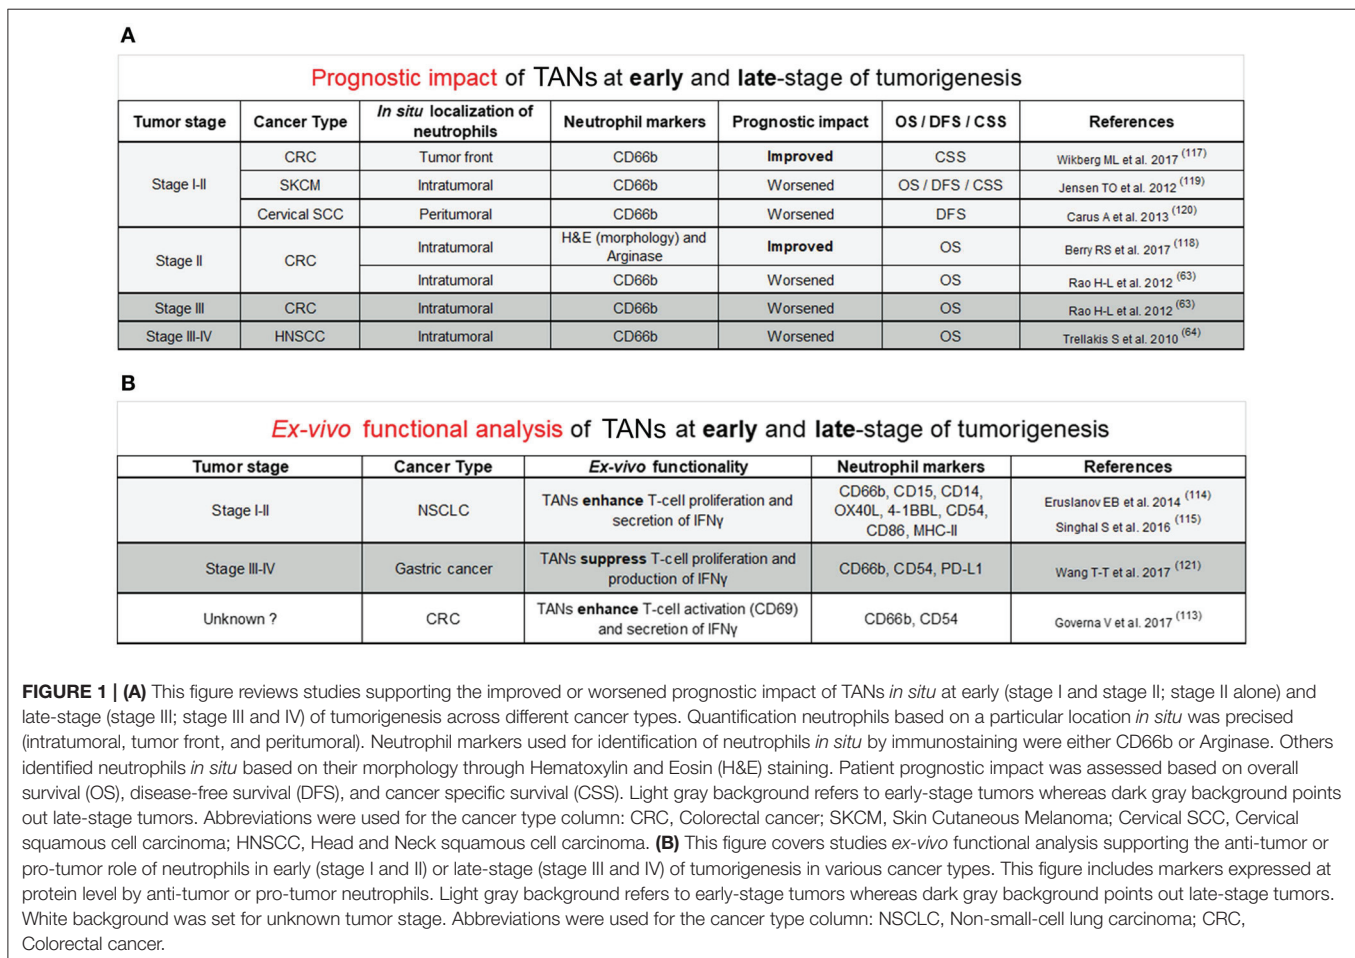 A
Prognostic impact of TANs at early and late-stage of tumorigenesis
Tumor stage Cancer Type In situ localization of neutrophils Neutrophil markers Prognostic impact OS / DFS / CSS References
Stage I-II CRC Tumor front CD66b Improved CSS Wikberg ML et al. 2017 (117)
SKCM Intratumoral CD66b Worsened OS / DFS / CSS Jensen TO et al. 2012 (119)
Cervical SCC Peritumoral CD66b Worsened DFS Carus A et al. 2013 (120)
Stage II CRC Intratumoral H&E (morphology) and Arginase Improved OS Berry RS et al. 2017 (118)
Intratumoral CD66b Worsened OS Rao H-L et al. 2012 (63)
Stage III CRC Intratumoral CD66b Worsened OS Rao H-L et al. 2012 (63)
Stage III-IV HNSCC Intratumoral CD66b Worsened OS Trellakis S et al. 2010 (64)
B
Ex-vivo functional analysis of TANs at early and late-stage of tumorigenesis
Tumor stage Cancer Type Ex-vivo functionality Neutrophil markers References
Stage I-II NSCLC TANs enhance T-cell proliferation and secretion of IFNγ CD66b, CD15, CD14, OX40L, 4-1BBL, CD54, CD86, MHC-II Eruslanov EB et al. 2014 (114) Singhal S et al. 2016 (115)
Stage III-IV Gastric cancer TANs suppress T-cell proliferation and production of IFNγ CD66b, CD54, PD-L1 Wang T-T et al. 2017 (121)
Unknown ? CRC TANs enhance T-cell activation (CD69) and secretion of IFNγ CD66b, CD54 Governa V et al. 2017 (113)
FIGURE 1 | (A) This figure reviews studies supporting the improved or worsened prognostic impact of TANs in situ at early (stage I and stage II; stage II alone) and
late-stage (stage III; stage III and IV) of tumorigenesis across different cancer types. Quantification neutrophils based on a particular location in situ was precised
(intratumoral, tumor front, and peritumoral). Neutrophil markers used for identification of neutrophils in situ by immunostaining were either CD66b or Arginase. Others
identified neutrophils in situ based on their morphology through Hematoxylin and Eosin (H&E) staining. Patient prognostic impact was assessed based on overall
survival (OS), disease-free survival (DFS), and cancer specific survival (CSS). Light gray background refers to early-stage tumors whereas dark gray background points
out late-stage tumors. Abbreviations were used for the cancer type column: CRC, Colorectal cancer; SKCM, Skin Cutaneous Melanoma; Cervical SCC, Cervical
squamous cell carcinoma; HNSCC, Head and Neck squamous cell carcinoma. (B) This figure covers studies ex-vivo functional analysis supporting the anti-tumor or
pro-tumor role of neutrophils in early (stage I and II) or late-stage (stage III and IV) of tumorigenesis in various cancer types. This figure includes markers expressed at
protein level by anti-tumor or pro-tumor neutrophils. Light gray background refers to early-stage tumors whereas dark gray background points out late-stage tumors.
White background was set for unknown tumor stage. Abbreviations were used for the cancer type column: NSCLC, Non-small-cell lung carcinoma; CRC,
Colorectal cancer.